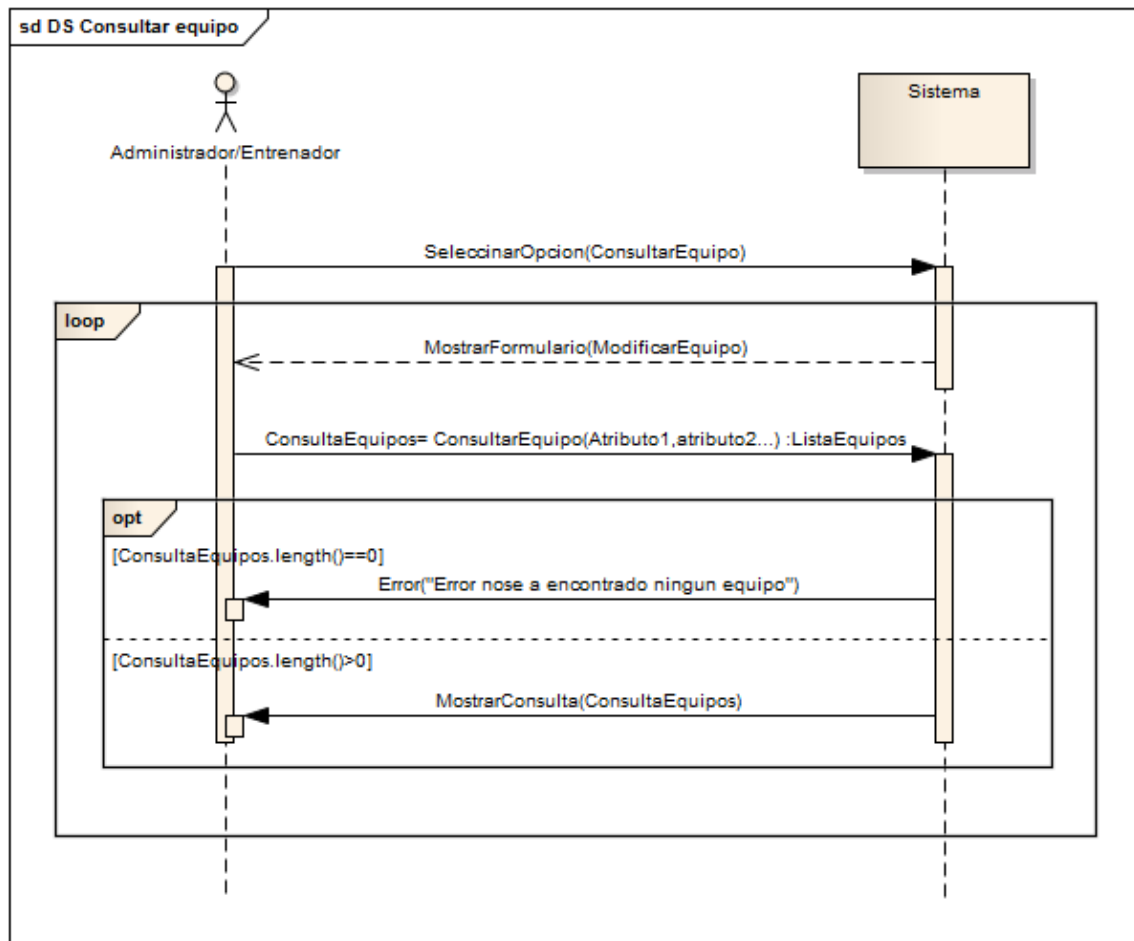 sd DS Consultar equipo
Administrador/Entrenador
Sistema
SeleccinarOpcion(ConsultarEquipo)
loop
MostrarFormulario(ModificarEquipo)
ConsultaEquipos= ConsultarEquipo(Atributo1,atributo2...) :ListaEquipos
opt
[ConsultaEquipos.length()==0]
Error("Error nose a encontrado ningun equipo")
[ConsultaEquipos.length()>0]
MostrarConsulta(ConsultaEquipos)